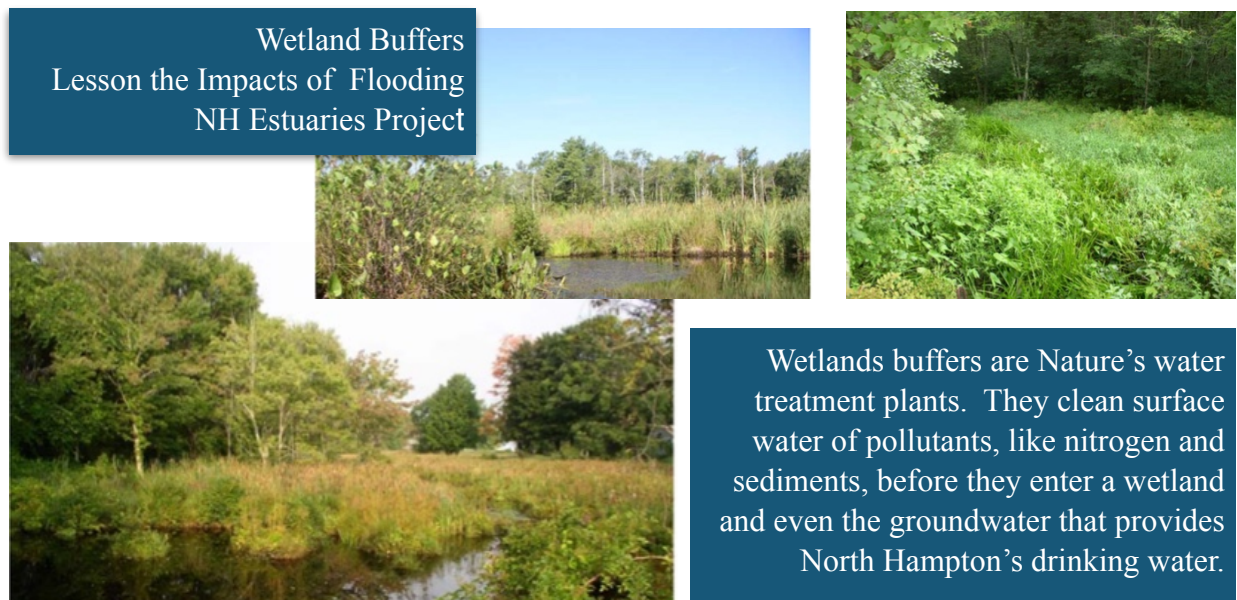 Wetland Buffers
Lesson the Impacts of Flooding
NH Estuaries Project
Wetlands buffers are Nature’s water
treatment plants. They clean surface
water of pollutants, like nitrogen and
sediments, before they enter a wetland
and even the groundwater that provides
North Hampton’s drinking water.